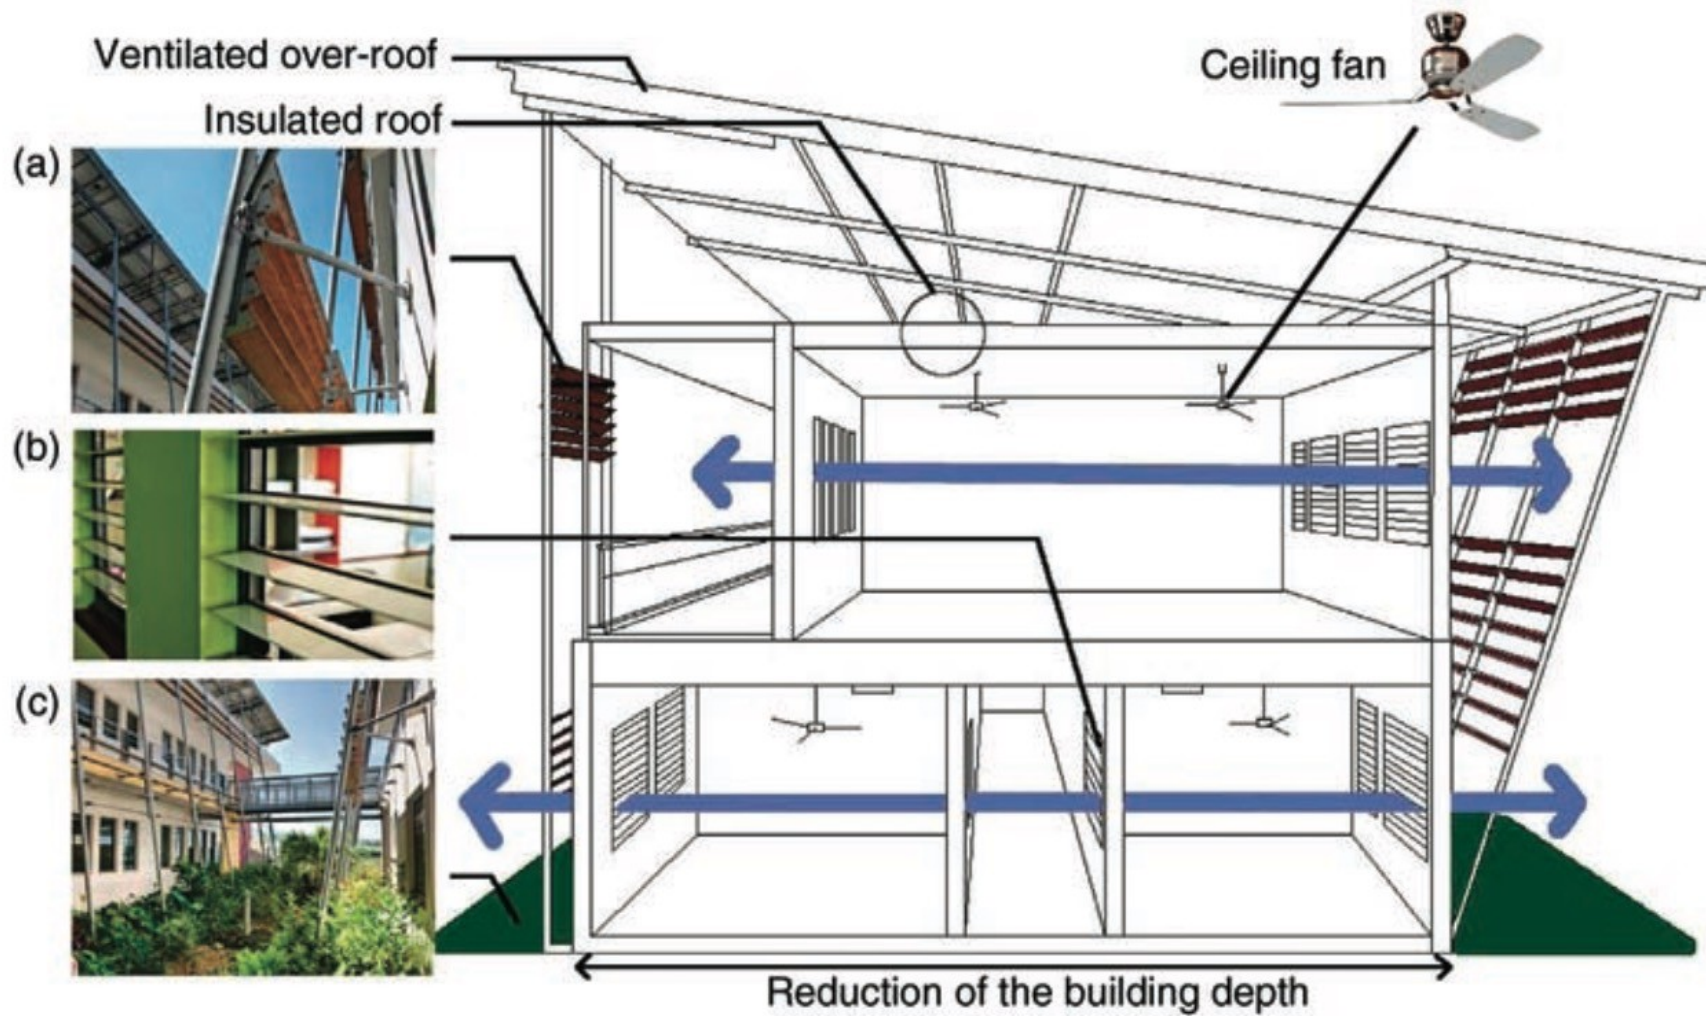 Ventilated over-roof
Ceiling fan
Insulated roof
(a)
(b)
(c)
Reduction of the building depth